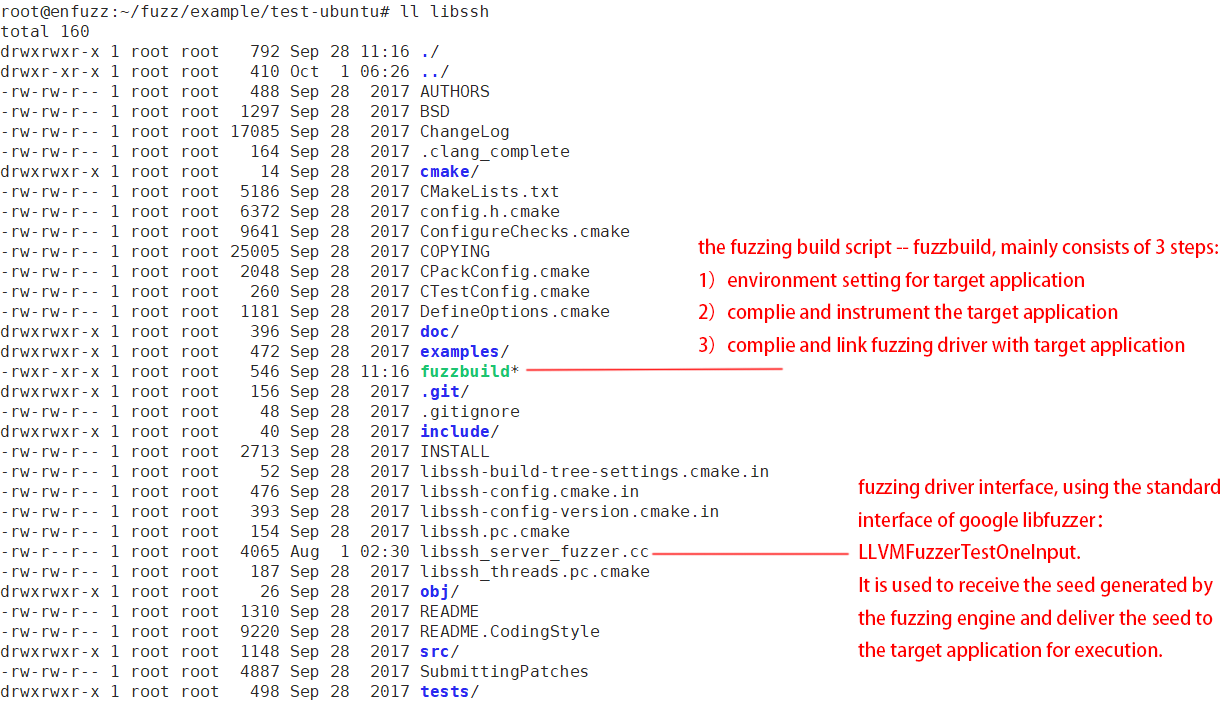 root@enfuzz:~/fuzz/example/test-ubuntu# ll libssh
total 160
drwxrwxr-x 1 root root   792 Sep 28 11:16 ./
drwxr-xr-x 1 root root   410 Oct  1 06:26 ../
-rw-rw-r-- 1 root root   488 Sep 28  2017 AUTHORS
-rw-rw-r-- 1 root root  1297 Sep 28  2017 BSD
-rw-rw-r-- 1 root root 17085 Sep 28  2017 ChangeLog
-rw-rw-r-- 1 root root   164 Sep 28  2017 .clang_complete
drwxrwxr-x 1 root root    14 Sep 28  2017 cmake/
-rw-rw-r-- 1 root root  5186 Sep 28  2017 CMakeLists.txt
-rw-rw-r-- 1 root root  6372 Sep 28  2017 config.h.cmake
-rw-rw-r-- 1 root root  9641 Sep 28  2017 ConfigureChecks.cmake
-rw-rw-r-- 1 root root 25005 Sep 28  2017 COPYING
-rw-rw-r-- 1 root root  2048 Sep 28  2017 CPackConfig.cmake
-rw-rw-r-- 1 root root   260 Sep 28  2017 CTestConfig.cmake
-rw-rw-r-- 1 root root  1181 Sep 28  2017 DefineOptions.cmake
drwxrwxr-x 1 root root   396 Sep 28  2017 doc/
drwxrwxr-x 1 root root   472 Sep 28  2017 examples/
-rwxr-xr-x 1 root root   546 Sep 28 11:16 fuzzbuild*
drwxrwxr-x 1 root root   156 Sep 28  2017 .git/
-rw-rw-r-- 1 root root    48 Sep 28  2017 .gitignore
drwxrwxr-x 1 root root    40 Sep 28  2017 include/
-rw-rw-r-- 1 root root  2713 Sep 28  2017 INSTALL
-rw-rw-r-- 1 root root    52 Sep 28  2017 libssh-build-tree-settings.cmake.in
-rw-rw-r-- 1 root root   476 Sep 28  2017 libssh-config.cmake.in
-rw-rw-r-- 1 root root   393 Sep 28  2017 libssh-config-version.cmake.in
-rw-rw-r-- 1 root root   154 Sep 28  2017 libssh.pc.cmake
-rw-r--r-- 1 root root  4065 Aug  1 02:30 libssh_server_fuzzer.cc
-rw-rw-r-- 1 root root   187 Sep 28  2017 libssh_threads.pc.cmake
drwxrwxr-x 1 root root    26 Sep 28  2017 obj/
-rw-rw-r-- 1 root root  1310 Sep 28  2017 README
-rw-rw-r-- 1 root root  9220 Sep 28  2017 README.CodingStyle
drwxrwxr-x 1 root root  1148 Sep 28  2017 src/
-rw-rw-r-- 1 root root  4887 Sep 28  2017 SubmittingPatches
drwxrwxr-x 1 root root   498 Sep 28  2017 tests/
the fuzzing build script -- fuzzbuild, mainly consists of 3 steps:
1）environment setting for target application
2）complie and instrument the target application
3）complie and link fuzzing driver with target application
fuzzing driver interface, using the standard
interface of google libfuzzer：
LLVMFuzzerTestOneInput.
It is used to receive the seed generated by
the fuzzing engine and deliver the seed to
the target application for execution.